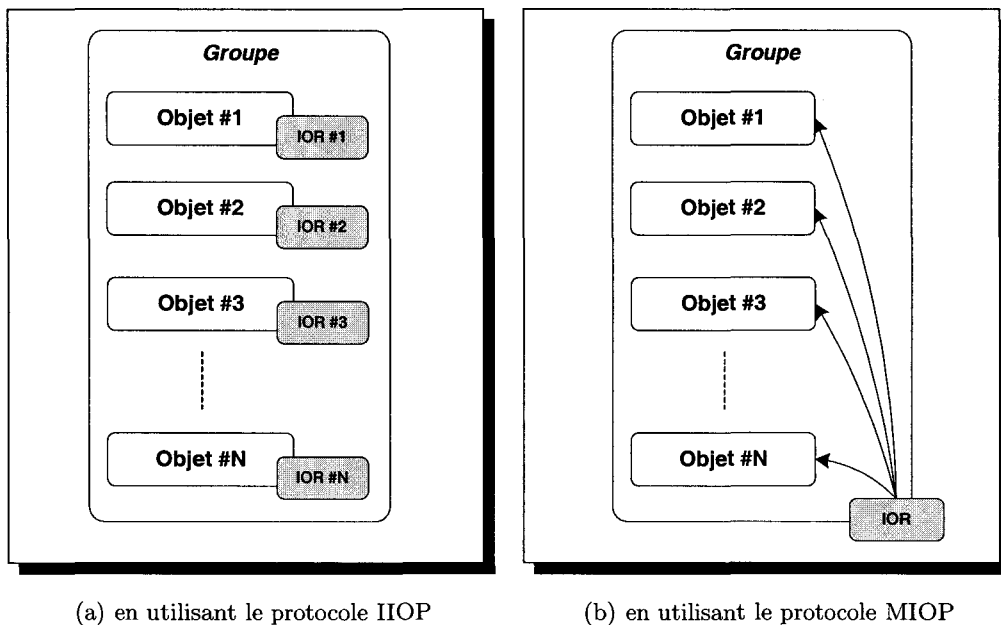 Groupe
Objet #1
IOR #1
Objet #2
IOR #2
Objet #3
IOR #3
Objet #N
IOR #N
(a) en utilisant le protocole IIOP
Groupe
Objet #1
Objet #2
Objet #3
Objet #N
IOR
(b) en utilisant le protocole MIOP